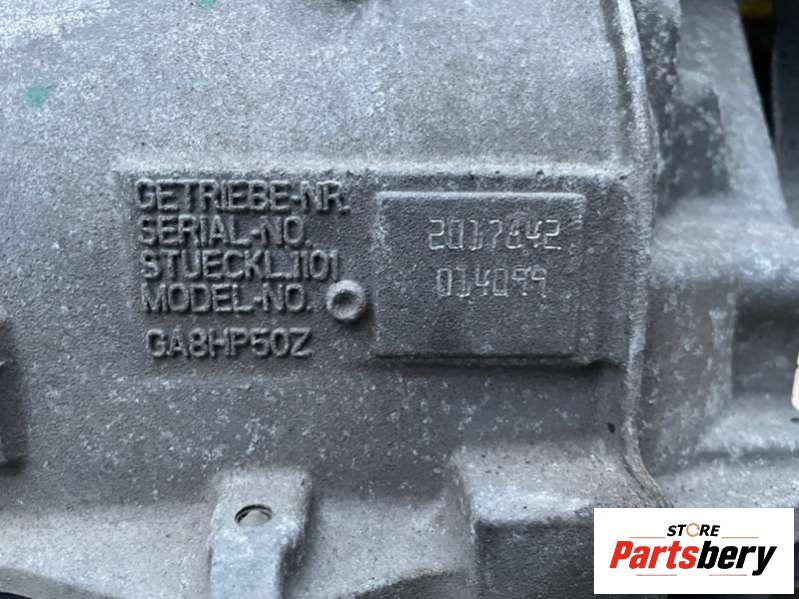 GETRIEBE-NR.
SERIAL-NO.
STUECKL.1101
MODEL-NO.
GA8HP50Z
2017842
014099
STORE
Partsbery